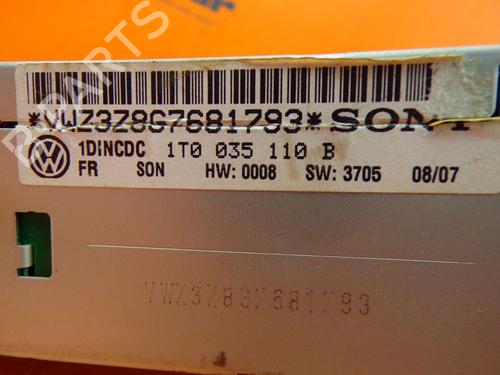 *VWZ3Z8G7681793* SONY
1DINCDC 1T0 035 110 B
FR SON HW: 0008 SW: 3705 08/07
VWZ3Z8G7681793